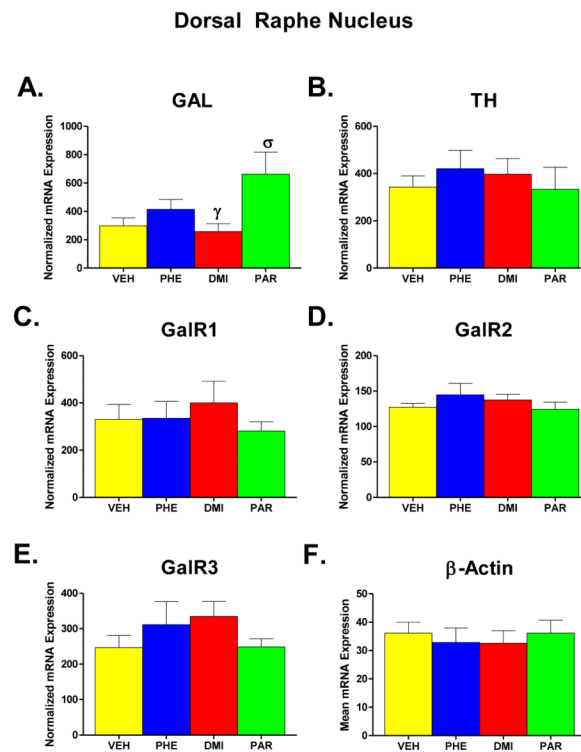 Dorsal Raphe Nucleus
A.
GAL
Normalized mRNA Expression
1000
800
600
400
200
0
γ
σ
VEH PHE DMI PAR
B.
TH
Normalized mRNA Expression
600
400
200
0
VEH PHE DMI PAR
C.
GalR1
Normalized mRNA Expression
600
400
200
0
VEH PHE DMI PAR
D.
GalR2
Normalized mRNA Expression
200
150
100
50
0
VEH PHE DMI PAR
E.
GalR3
Normalized mRNA Expression
400
300
200
100
0
VEH PHE DMI PAR
F.
β-Actin
Mean mRNA Expression
50
40
30
20
10
0
VEH PHE DMI PAR